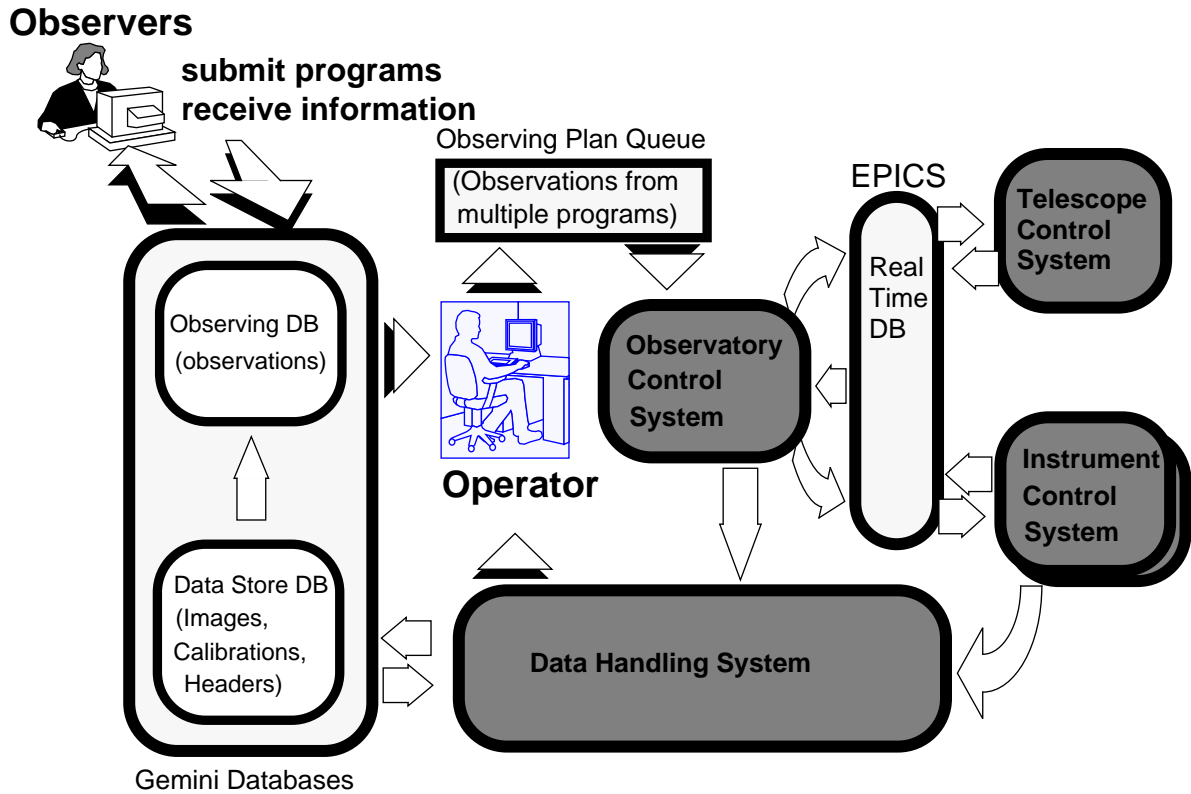 Observers
submit programs
receive information
Observing Plan Queue
(Observations from
multiple programs)
EPICS
Real
Time
DB
Telescope
Control
System
Observing DB
(observations)
Observatory
Control
System
Operator
Instrument
Control
System
Data Store DB
(Images,
Calibrations,
Headers)
Data Handling System
Gemini Databases